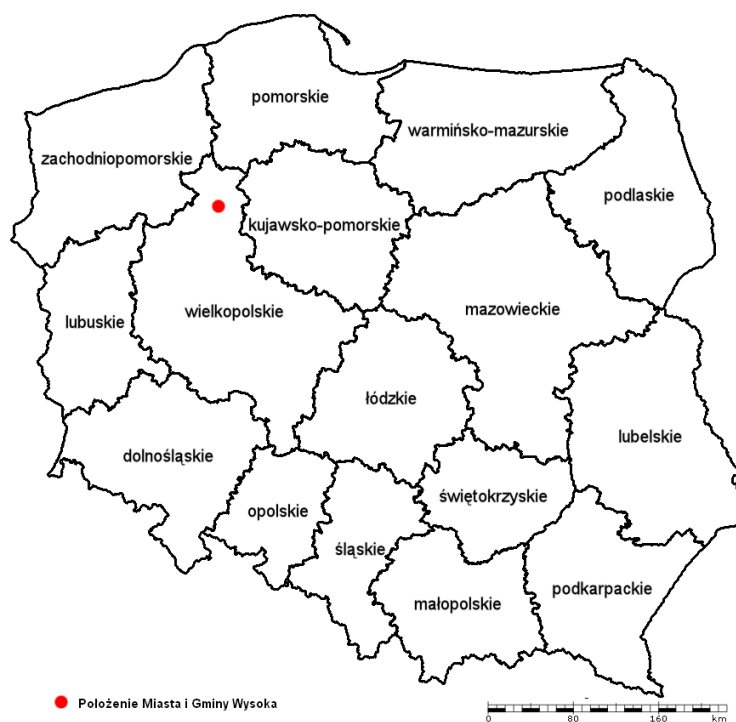 pomorskie
warmińsko-mazurskie
zachodniopomorskie
podlaskie
kujawsko-pomorskie
wielkopolskie
mazowieckie
lubuskie
łódzkie
lubelskie
dolnośląskie
świętokrzyskie
opolskie
śląskie
podkarpackie
małopolskie
Położenie Miasta i Gminy Wysoka
0 80 160 km